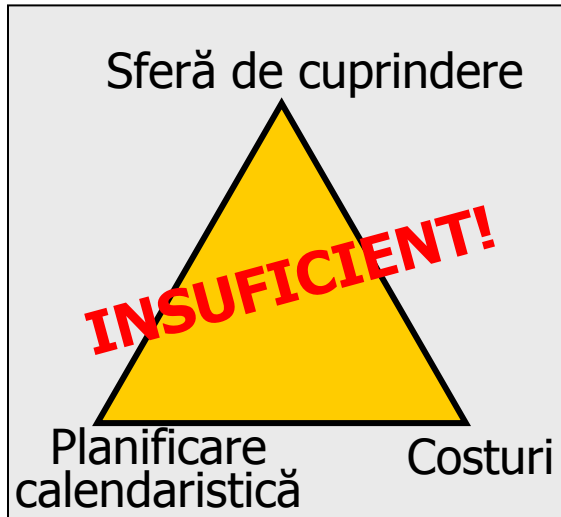 Sferă de cuprindere
INSUFICIENT!
Planificare
calendaristică
Costuri